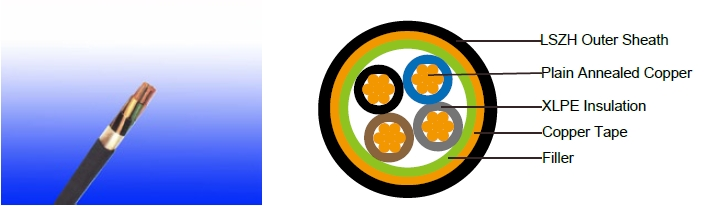 LSZH Outer Sheath
Plain Annealed Copper
XLPE Insulation
Copper Tape
Filler